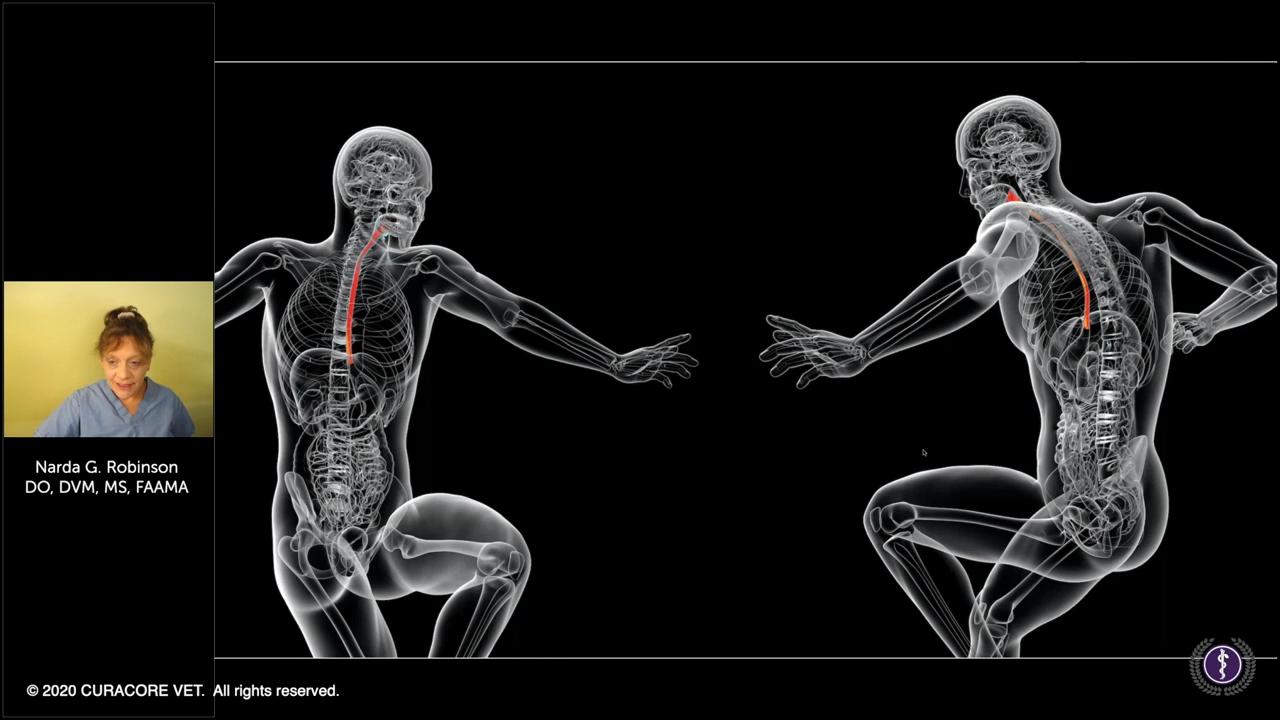 Narda G. Robinson
DO, DVM, MS, FAAMA
© 2020 CURACORE VET. All rights reserved.